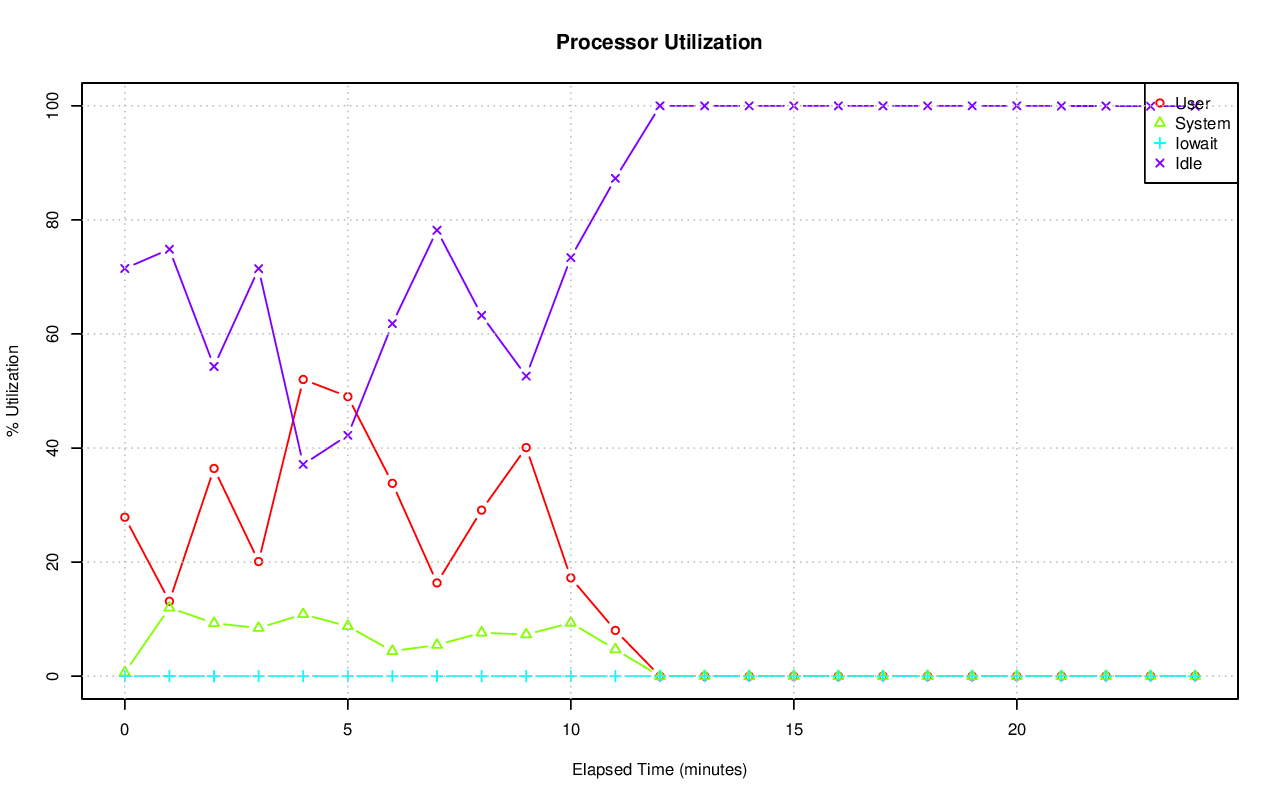 Processor Utilization
100
80
60
40
20
0
% Utilization
User
System
Iowait
Idle
0 5 10 15 20
Elapsed Time (minutes)